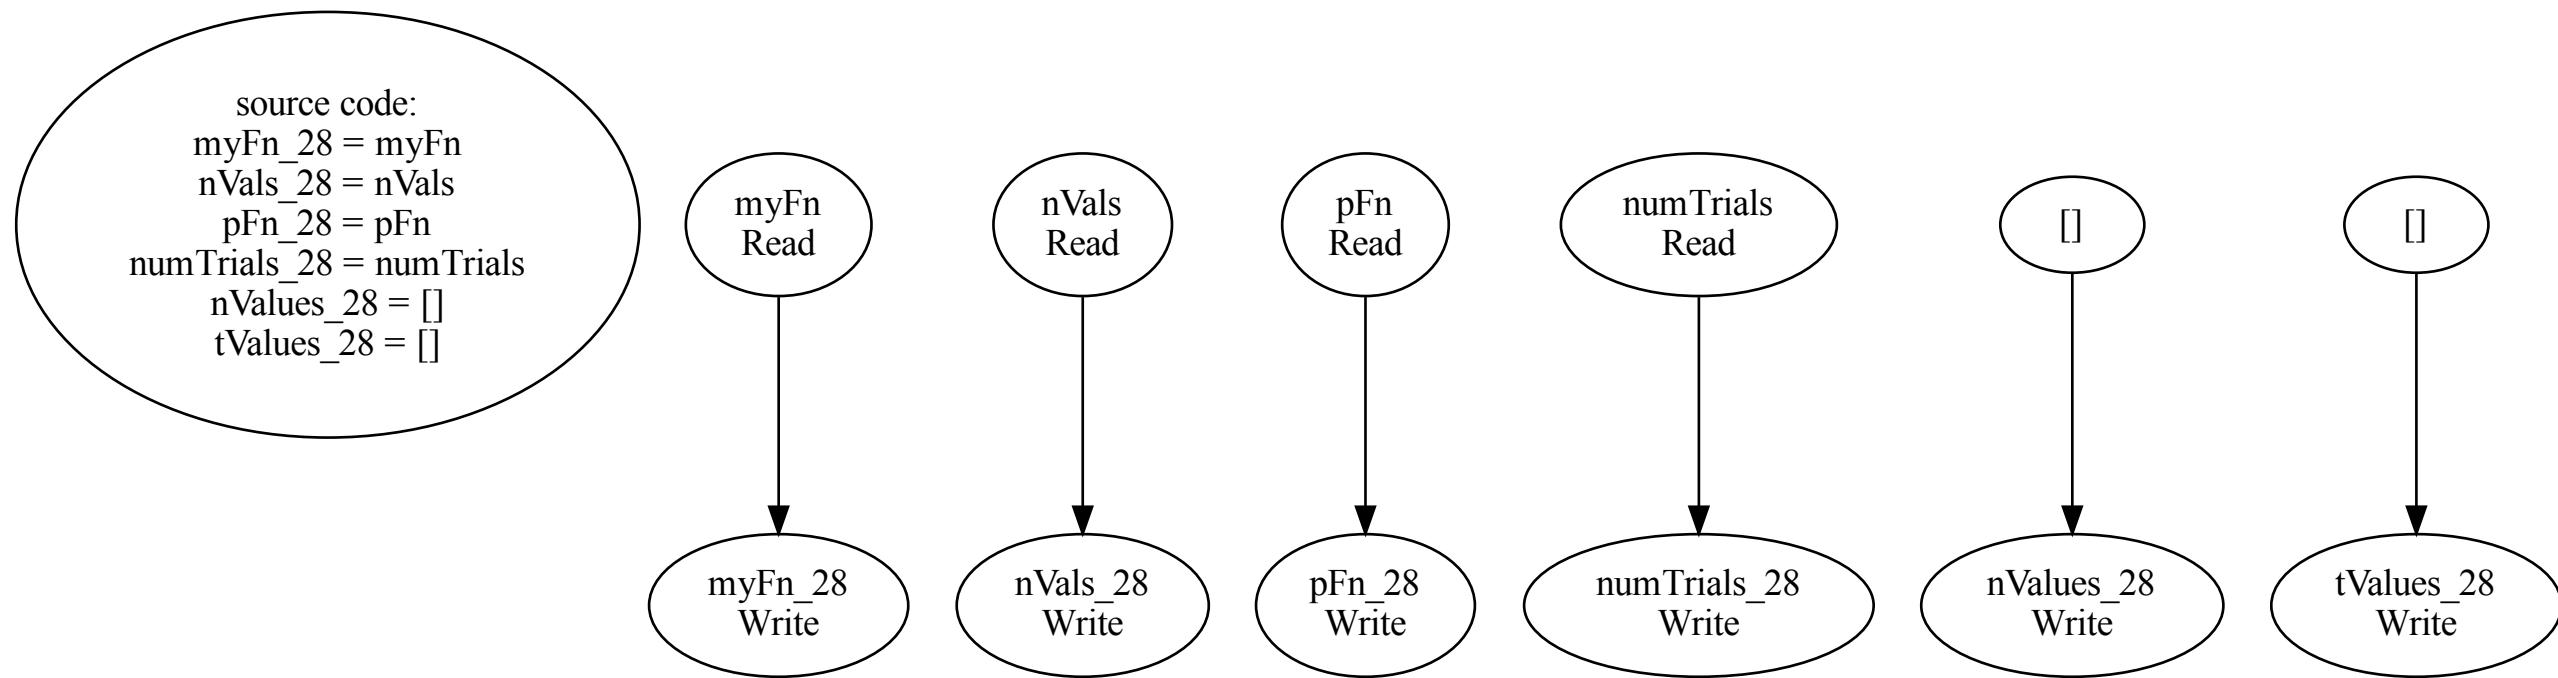 source code:
myFn_28 = myFn
nVals_28 = nVals
pFn_28 = pFn
numTrials_28 = numTrials
nValues_28 = []
tValues_28 = []
myFn
Read
nVals
Read
pFn
Read
numTrials
Read
[]
[]
myFn_28
Write
nVals_28
Write
pFn_28
Write
numTrials_28
Write
nValues_28
Write
tValues_28
Write